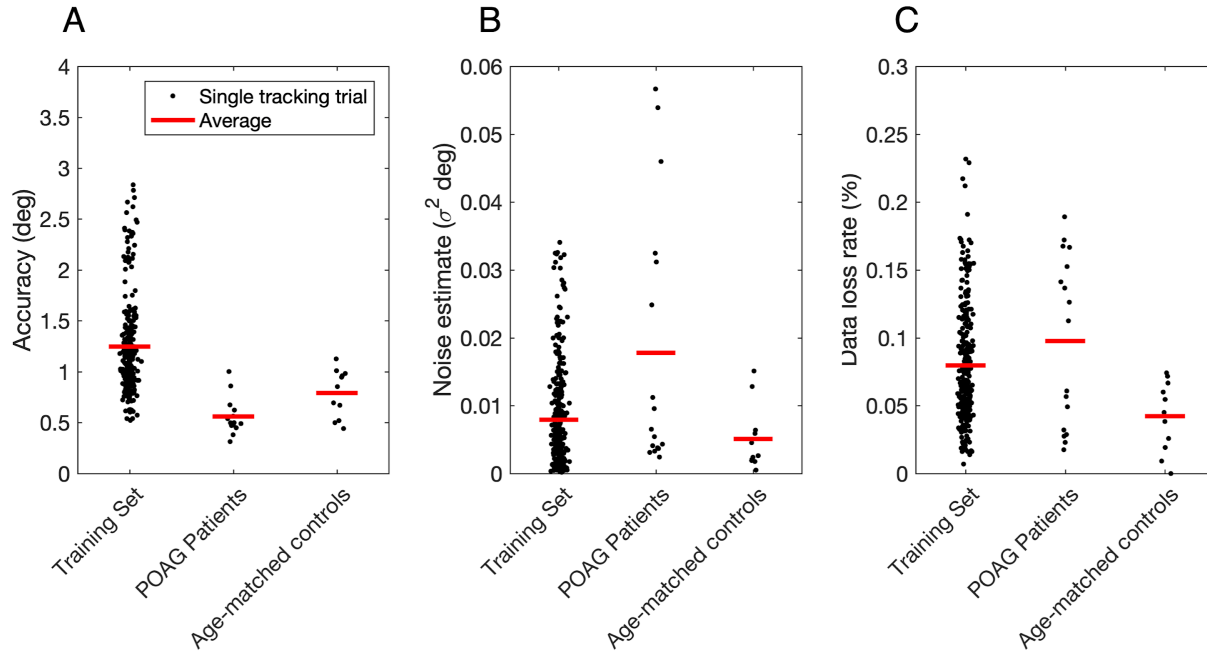 A
B
C
Accuracy (deg)
4
3.5
3
2.5
2
1.5
1
0.5
0
Single tracking trial
Average
Training Set
POAG Patients
Age-matched controls
Noise estimate (σ² deg)
0.06
0.05
0.04
0.03
0.02
0.01
0
Training Set
POAG Patients
Age-matched controls
Data loss rate (%)
0.3
0.25
0.2
0.15
0.1
0.05
0
Training Set
POAG Patients
Age-matched controls